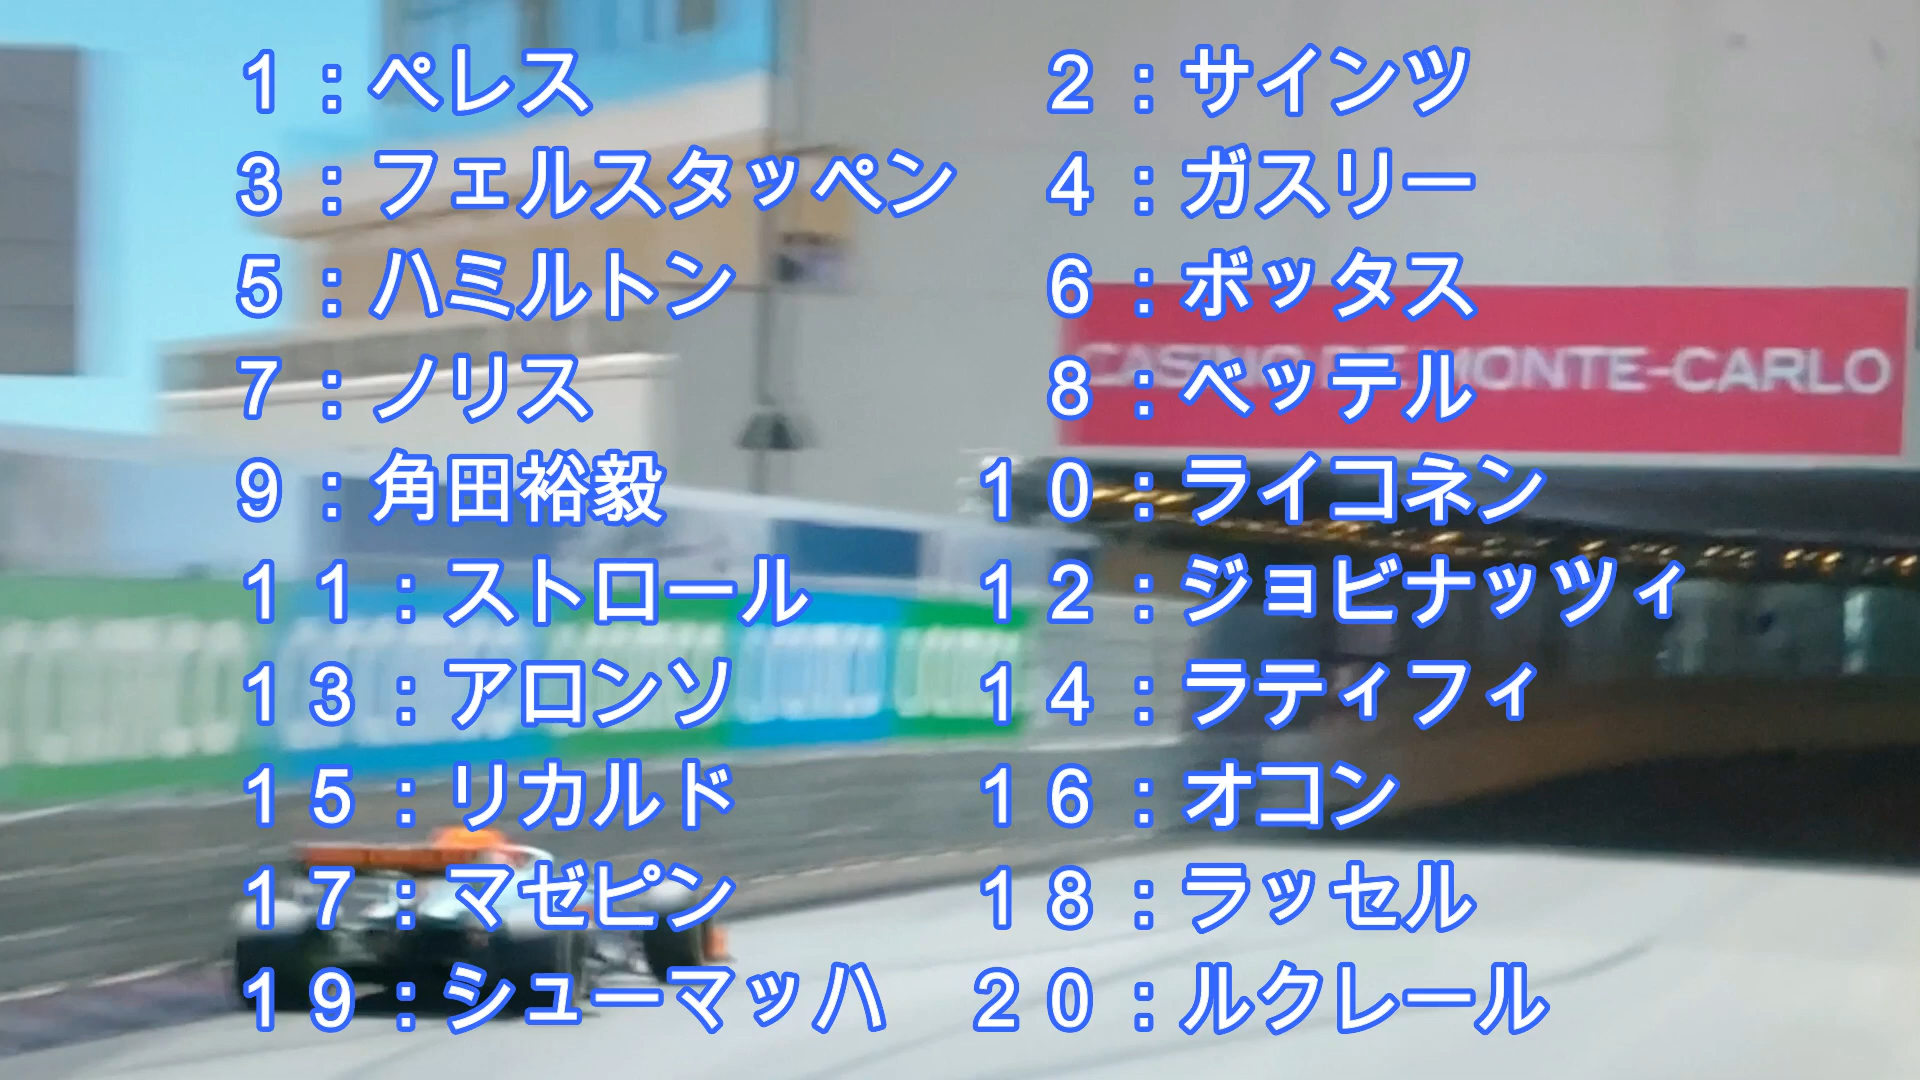 1：ペレス
2：サインツ
3：フェルスタッペン
4：ガスリー
5：ハミルトン
6：ボッタス
7：ノリス
8：ベッテル
9：角田裕毅
10：ライコネン
11：ストロール
12：ジョビナッツィ
13：アロンソ
14：ラティフィ
15：リカルド
16：オコン
17：マゼピン
18：ラッセル
19：シューマッハ
20：ルクレール
CASINO DE MONTE-CARLO